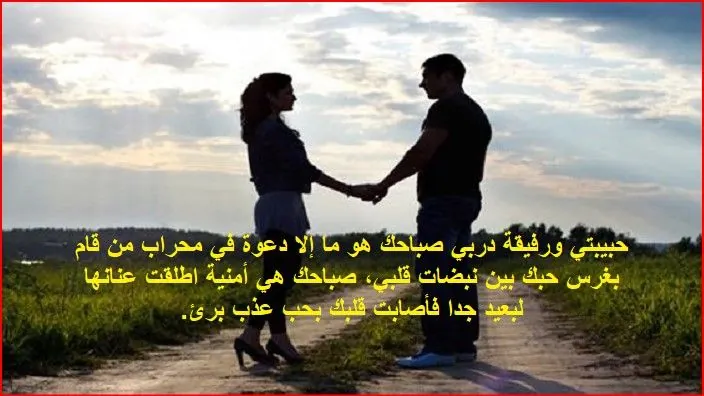 حبيبتي ورفيقة دربي صباحك هو ما إلا دعوة في محراب من قام
بغرس حبك بين نبضات قلبي، صباحك هي أمنية اطلقت عنانها
لبعيد جدا فأصابت قلبك بحب عذب برئ.